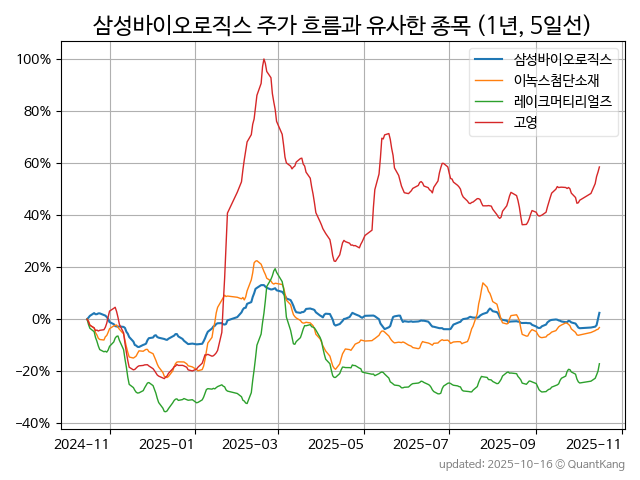 삼성바이오로직스 주가 흐름과 유사한 종목 (1년, 5일선)
삼성바이오로직스
이녹스첨단소재
레이크머티리얼즈
고영
100%
80%
60%
40%
20%
0%
−20%
−40%
2024-11 2025-01 2025-03 2025-05 2025-07 2025-09 2025-11
updated: 2025-10-16 © QuantKang